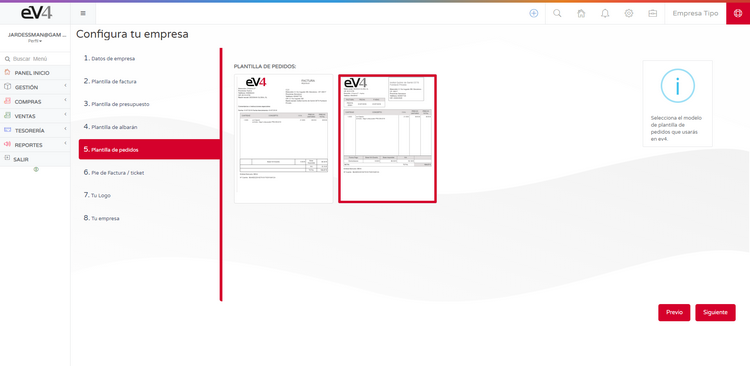 eV4
Empresa Tipo
JARDESSMAN@GAM ...
Perfil
Buscar Menú
PANEL INICIO
GESTIÓN
COMPRAS
VENTAS
TESORERÍA
REPORTES
SALIR
Configura tu empresa
1. Datos de empresa
2. Plantilla de factura
3. Plantilla de presupuesto
4. Plantilla de albarán
5. Plantilla de pedidos
6. Pie de Factura / ticket
7. Tu Logo
8. Tu empresa
PLANTILLA DE PEDIDOS:
eV4
FACTURA
eV4
i
Selecciona el modelo
de plantilla de
pedidos que usarás
en ev4.
Previo
Siguiente